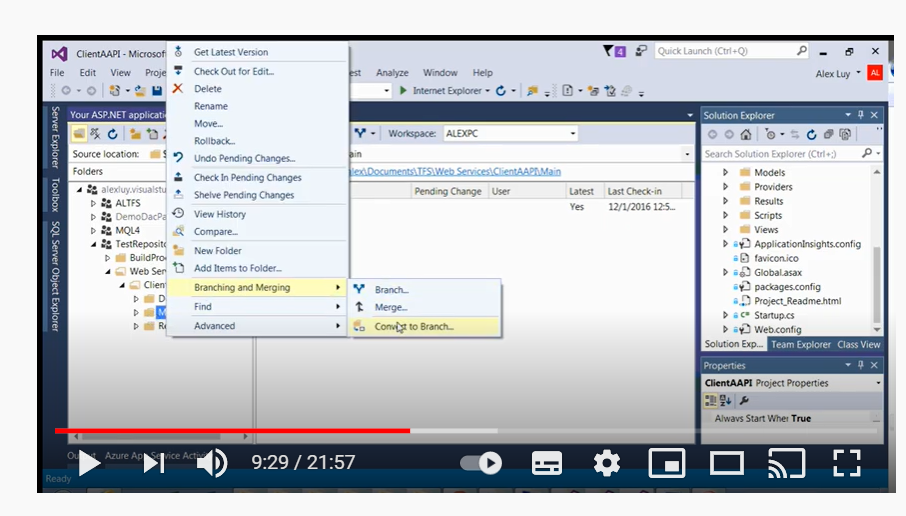 ClientAAPI - Microsof
4
Quick Launch (Ctrl+Q)
File Edit View Proje
est Analyze Window Help
Alex Luy AL
Internet Explorer
Your ASP.NET applicati
Workspace: ALEXPC
Source location:
ain
Folders
alex\Documents\TFS\Web Services\ClientAAPI\Main
Pending Change User Latest Last Check-in
Yes 12/1/2016 12:5...
alexluy.visualstu
ALTFS
DemoDacPa
MQL4
TestReposito
BuildProc
Web Ser
Client
D
M
Re
Server Explorer
Toolbox
SQL Server Object Explorer
Get Latest Version
Check Out for Edit...
Delete
Rename
Move...
Rollback...
Undo Pending Changes...
Check In Pending Changes
Shelve Pending Changes
View History
Compare...
New Folder
Add Items to Folder...
Branching and Merging
Find
Advanced
Branch...
Merge...
Convert to Branch...
Solution Explorer
Search Solution Explorer (Ctrl+;)
Models
Providers
Results
Scripts
Views
ApplicationInsights.config
favicon.ico
Global.asax
packages.config
Project_Readme.html
Startup.cs
Web.config
Solution Exp... Team Explorer Class View
Properties
ClientAAPI Project Properties
Always Start When True
Azure App Service Activi
Ready
9:29 / 21:57